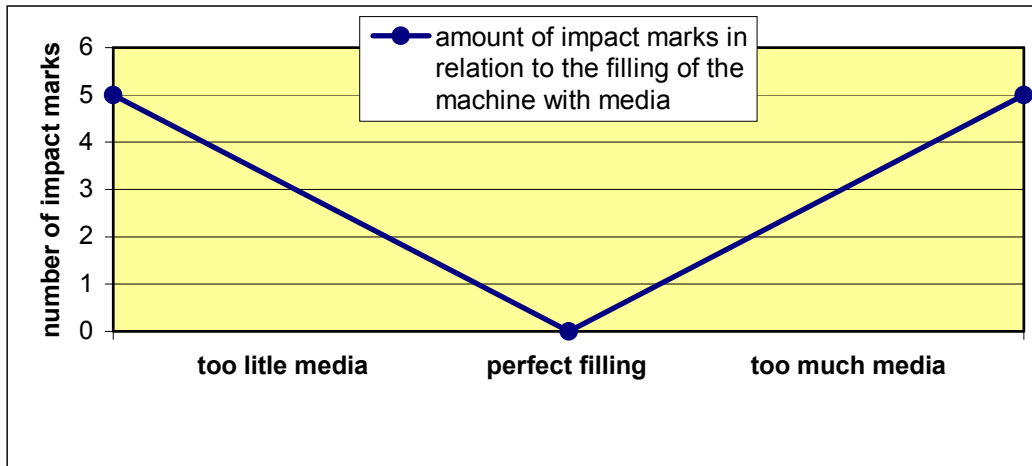 amount of impact marks in
relation to the filling of the
machine with media
number of impact marks
6
5
4
3
2
1
0
too litle media perfect filling too much media